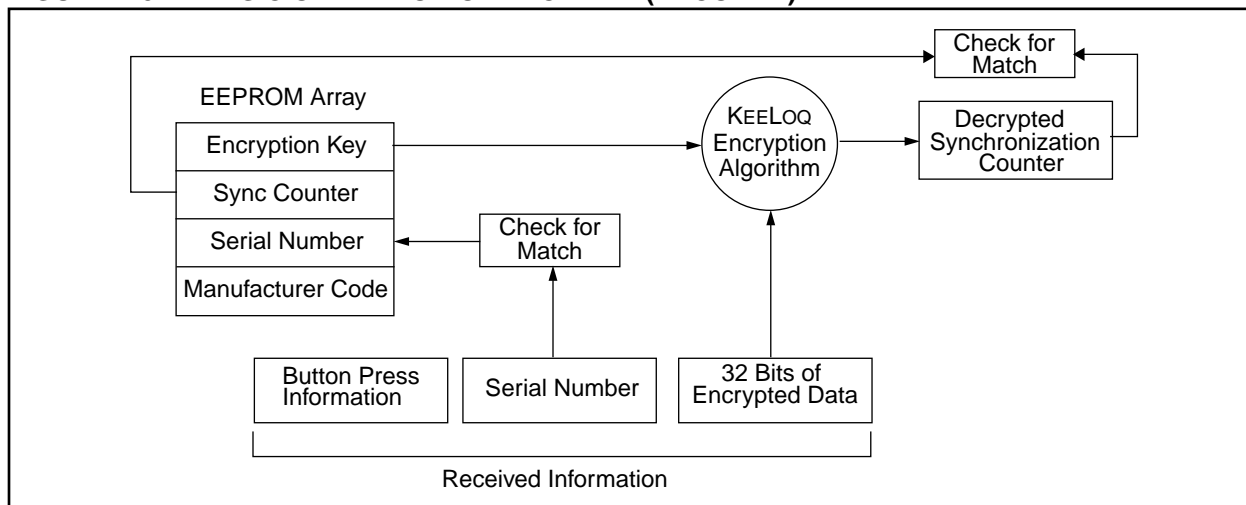 Check for
Match
EEPROM Array
KEELOQ
Encryption
Algorithm
Encryption Key
Decrypted
Synchronization
Counter
Sync Counter
Serial Number
Check for
Match
Manufacturer Code
Button Press
Information
Serial Number
32 Bits of
Encrypted Data
Received Information